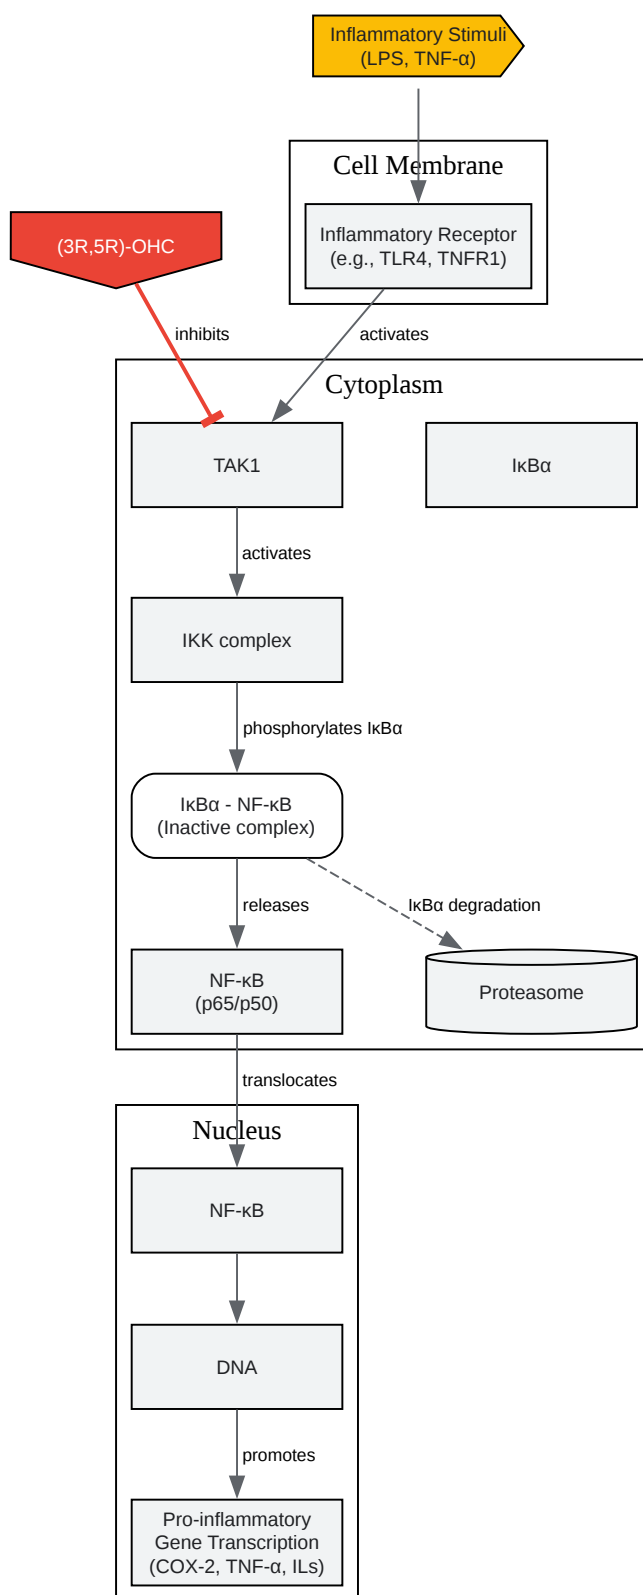 Inflammatory Stimuli
(LPS, TNF-α)
Cell Membrane
(3R,5R)-OHC
Inflammatory Receptor
(e.g., TLR4, TNFR1)
inhibits
activates
Cytoplasm
TAK1
IκBα
activates
IKK complex
phosphorylates IκBα
IκBα - NF-κB
(Inactive complex)
releases
IκBα degradation
NF-κB
(p65/p50)
Proteasome
translocates
Nucleus
NF-κB
DNA
promotes
Pro-inflammatory
Gene Transcription
(COX-2, TNF-α, ILs)